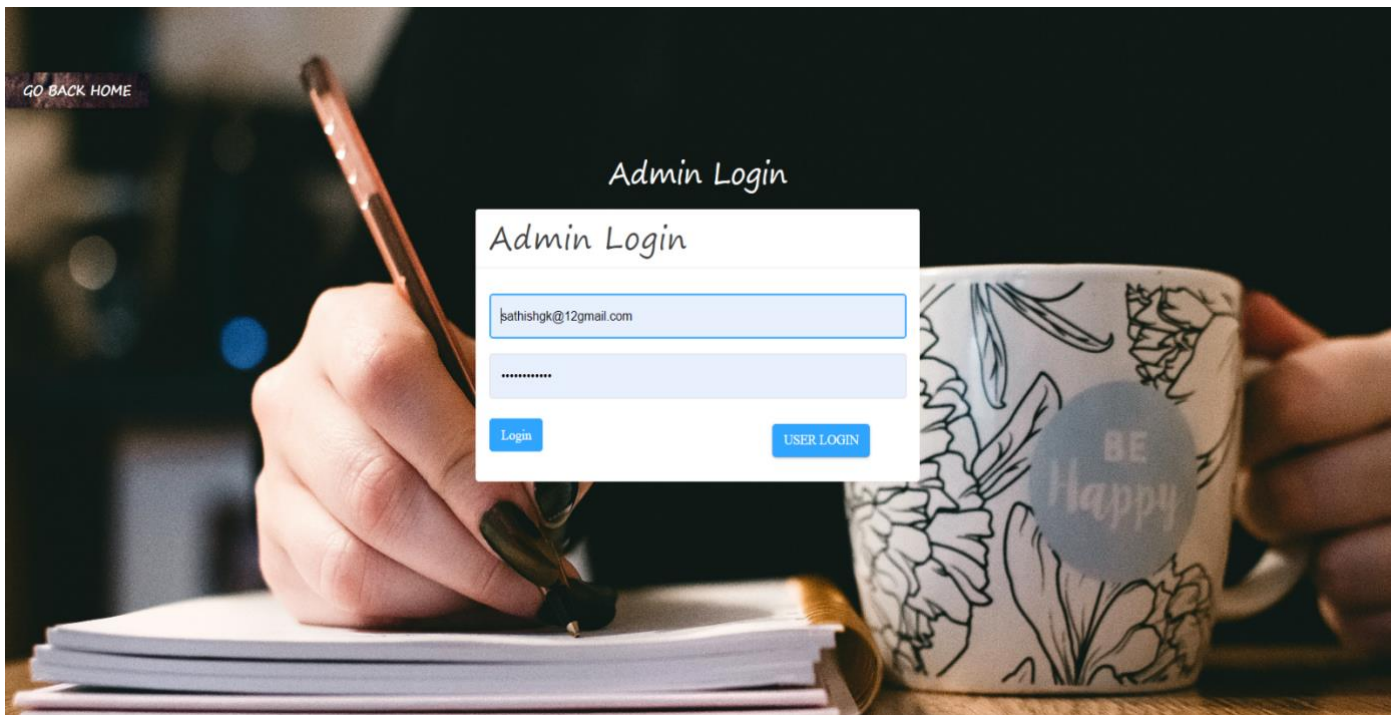 GO BACK HOME
Admin Login
Admin Login
sathishgk@12gmail.com
••••••••••••
Login
USER LOGIN
BE
Happy